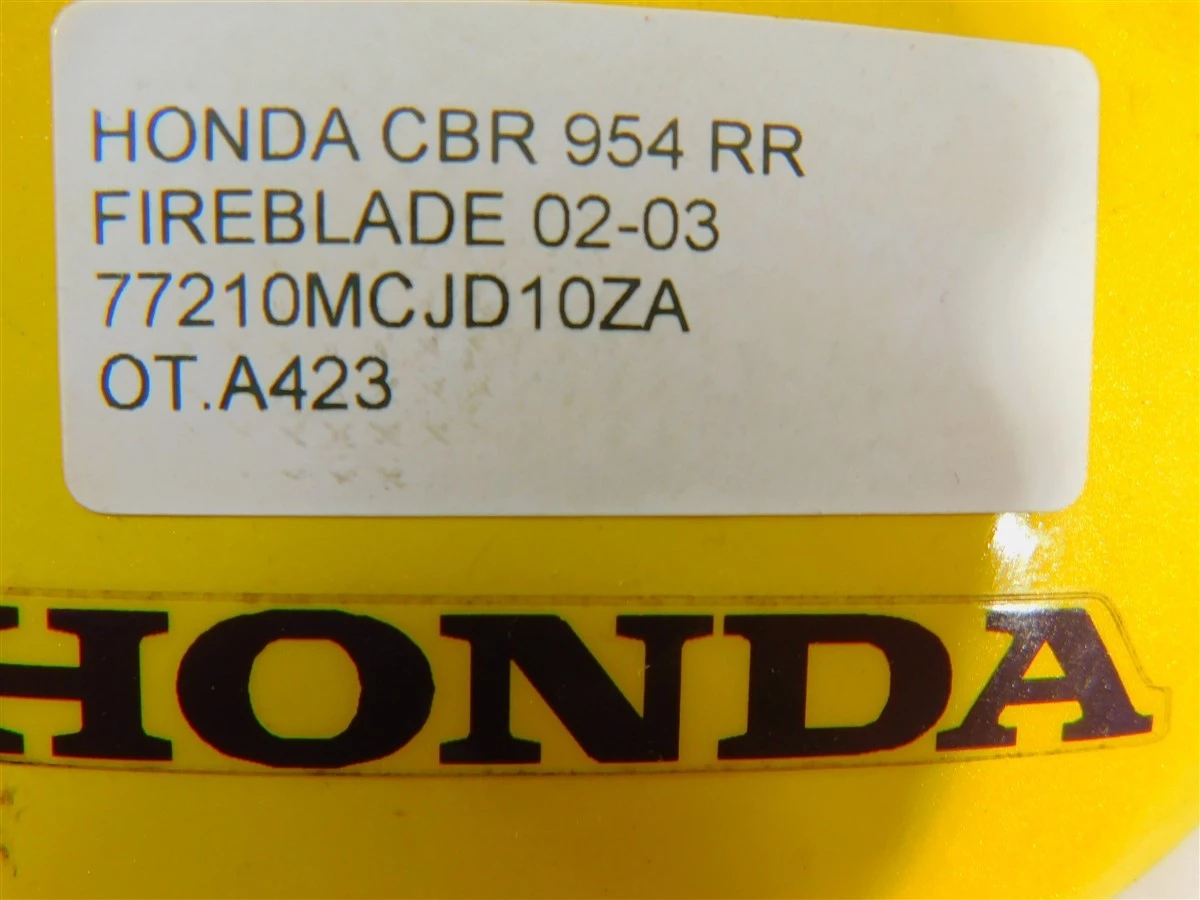 HONDA CBR 954 RR
FIREBLADE 02-03
77210MCJD10ZA
OT.A423
HONDA